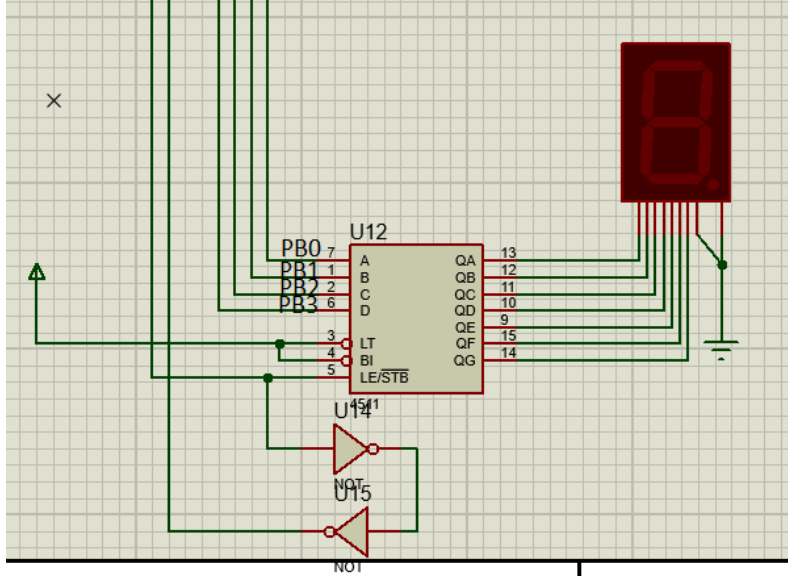 U12
PB0 7 A QA 13
PB1 1 B QB 12
PB2 2 C QC 11
PB3 6 D QD 10
QE 9
3 LT QF 15
4 BI QG 14
5 LE/STB
4511
U14
NOT
U15
NOT